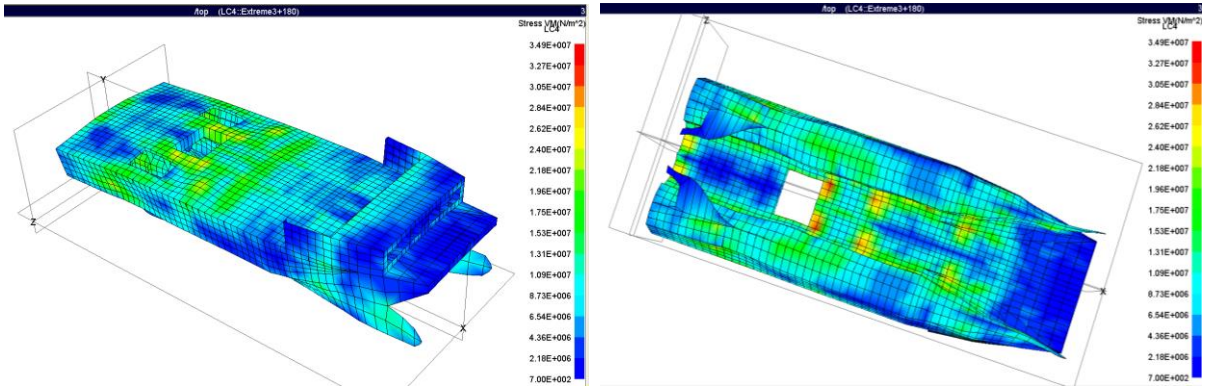 /top (LC4::Extreme3+180)
3
Stress VM(N/m^2)
LC4
3.49E+007
3.27E+007
3.05E+007
2.84E+007
2.62E+007
2.40E+007
2.18E+007
1.96E+007
1.75E+007
1.53E+007
1.31E+007
1.09E+007
8.73E+006
6.54E+006
4.36E+006
2.18E+006
7.00E+002
Y
Z
X
/top (LC4::Extreme3+180)
3
Stress VM(N/m^2)
LC4
3.49E+007
3.27E+007
3.05E+007
2.84E+007
2.62E+007
2.40E+007
2.18E+007
1.96E+007
1.75E+007
1.53E+007
1.31E+007
1.09E+007
8.73E+006
6.54E+006
4.36E+006
2.18E+006
7.00E+002
Z
X